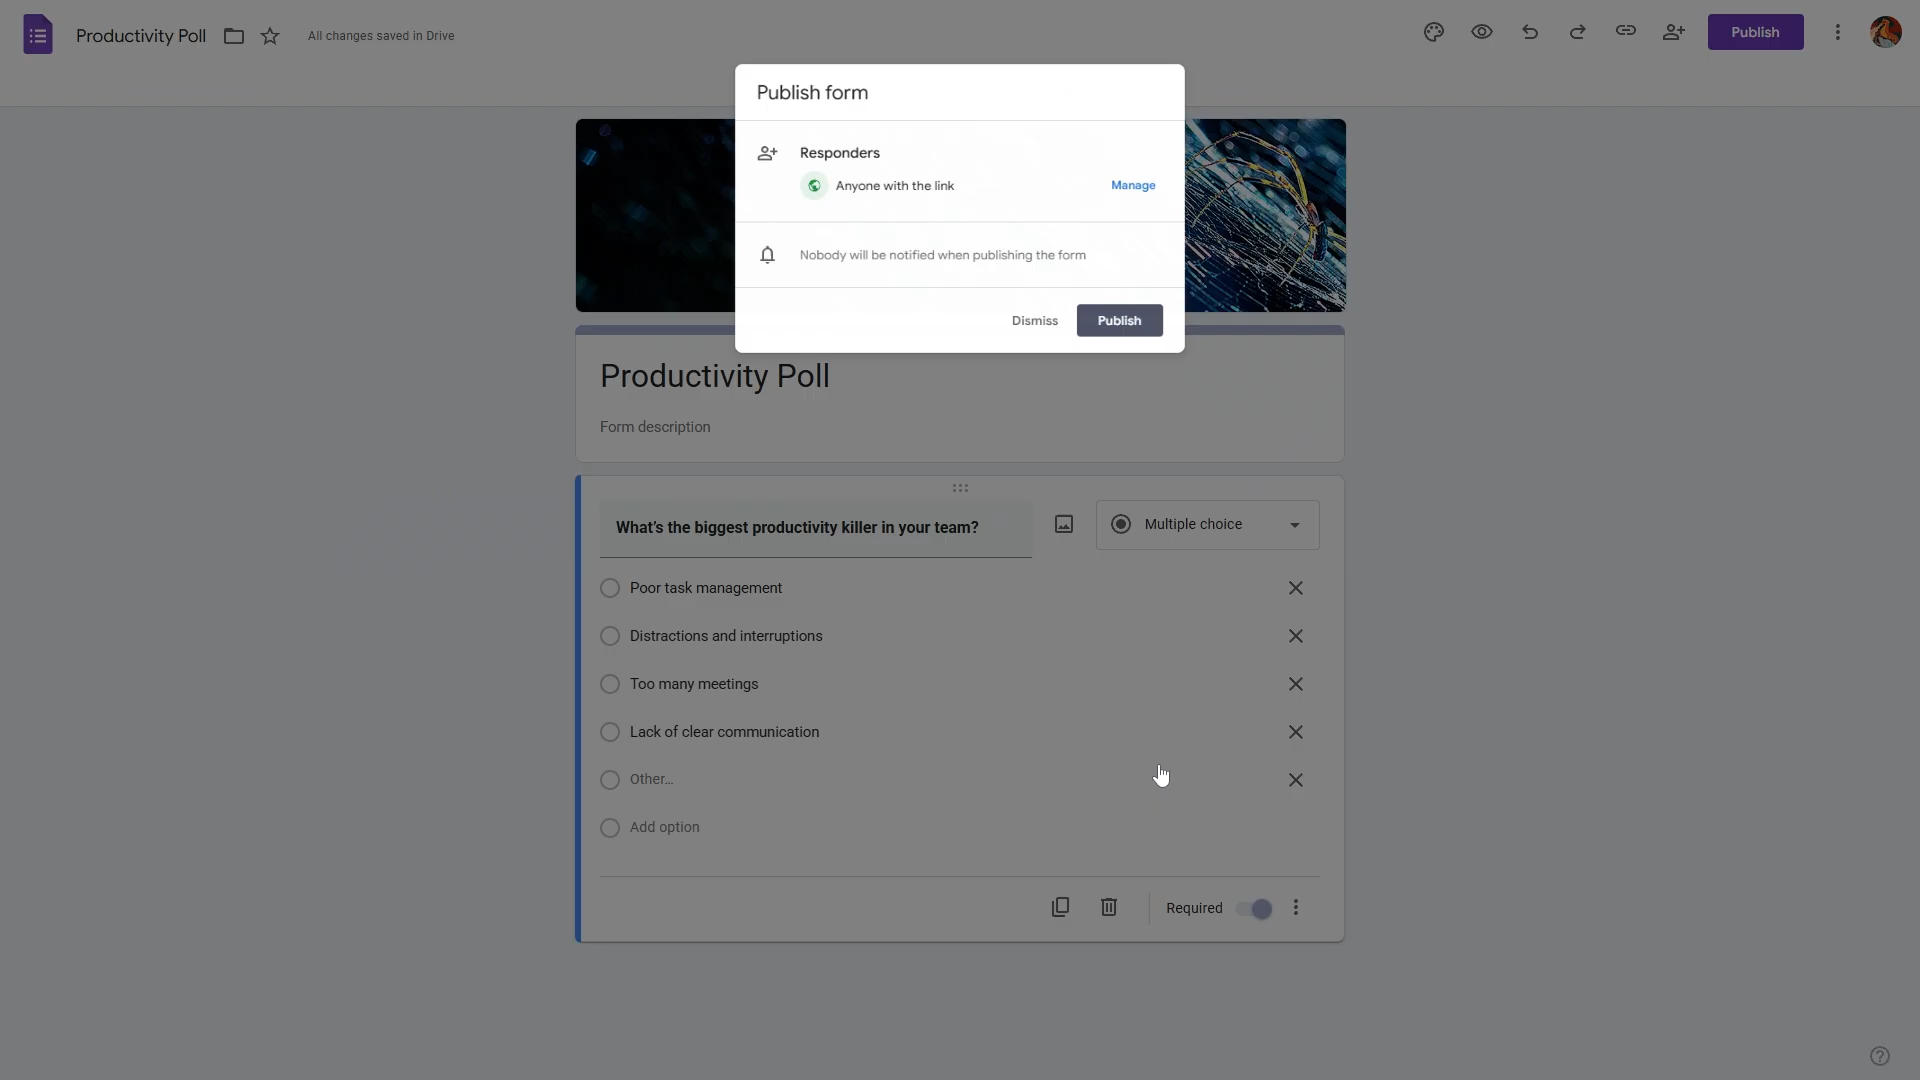 Productivity Poll
All changes saved in Drive
Publish
Publish form
Responders
Anyone with the link
Manage
Nobody will be notified when publishing the form
Dismiss
Publish
Productivity Poll
Form description
What's the biggest productivity killer in your team?
Multiple choice
Poor task management
Distractions and interruptions
Too many meetings
Lack of clear communication
Other...
Add option
Required